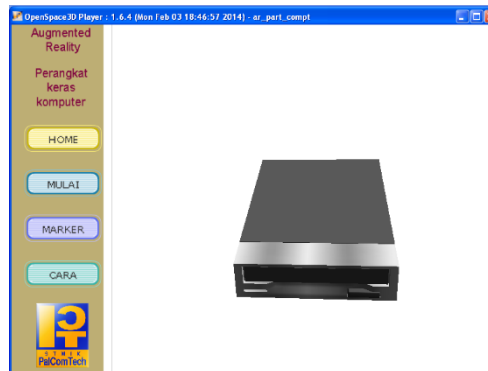 OpenSpace3D Player : 1.6.4 (Mon Feb 03 18:46:57 2014) - ar_part_compt
Augmented
Reality
Perangkat
keras
komputer
HOME
MULAI
MARKER
CARA
STMIK
PalComTech